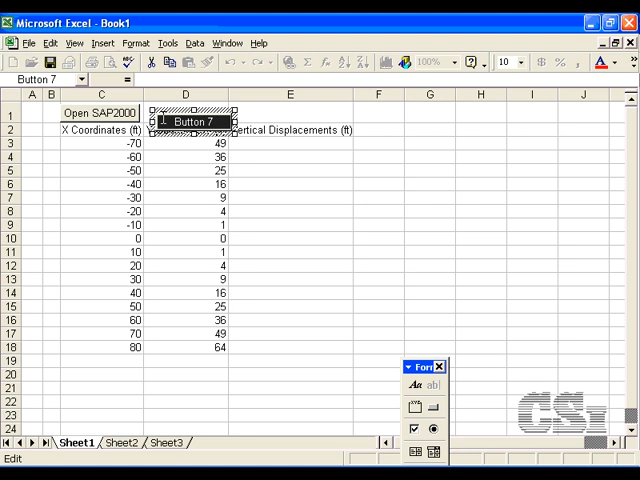 Microsoft Excel - Book1
File Edit View Insert Format Tools Data Window Help
100% 10 $ % A
Button 7 =
A B C D E F G H I J
1 Open SAP2000 Button 7
2 X Coordinates (ft) Vertical Displacements (ft)
3 -70 49
4 -60 36
5 -50 25
6 -40 16
7 -30 9
8 -20 4
9 -10 1
10 0 0
11 10 1
12 20 4
13 30 9
14 40 16
15 50 25
16 60 36
17 70 49
18 80 64
19
20
21
22
23
24
Forr
Aa ab|
XYZ
CSI
Sheet1 Sheet2 Sheet3
Edit